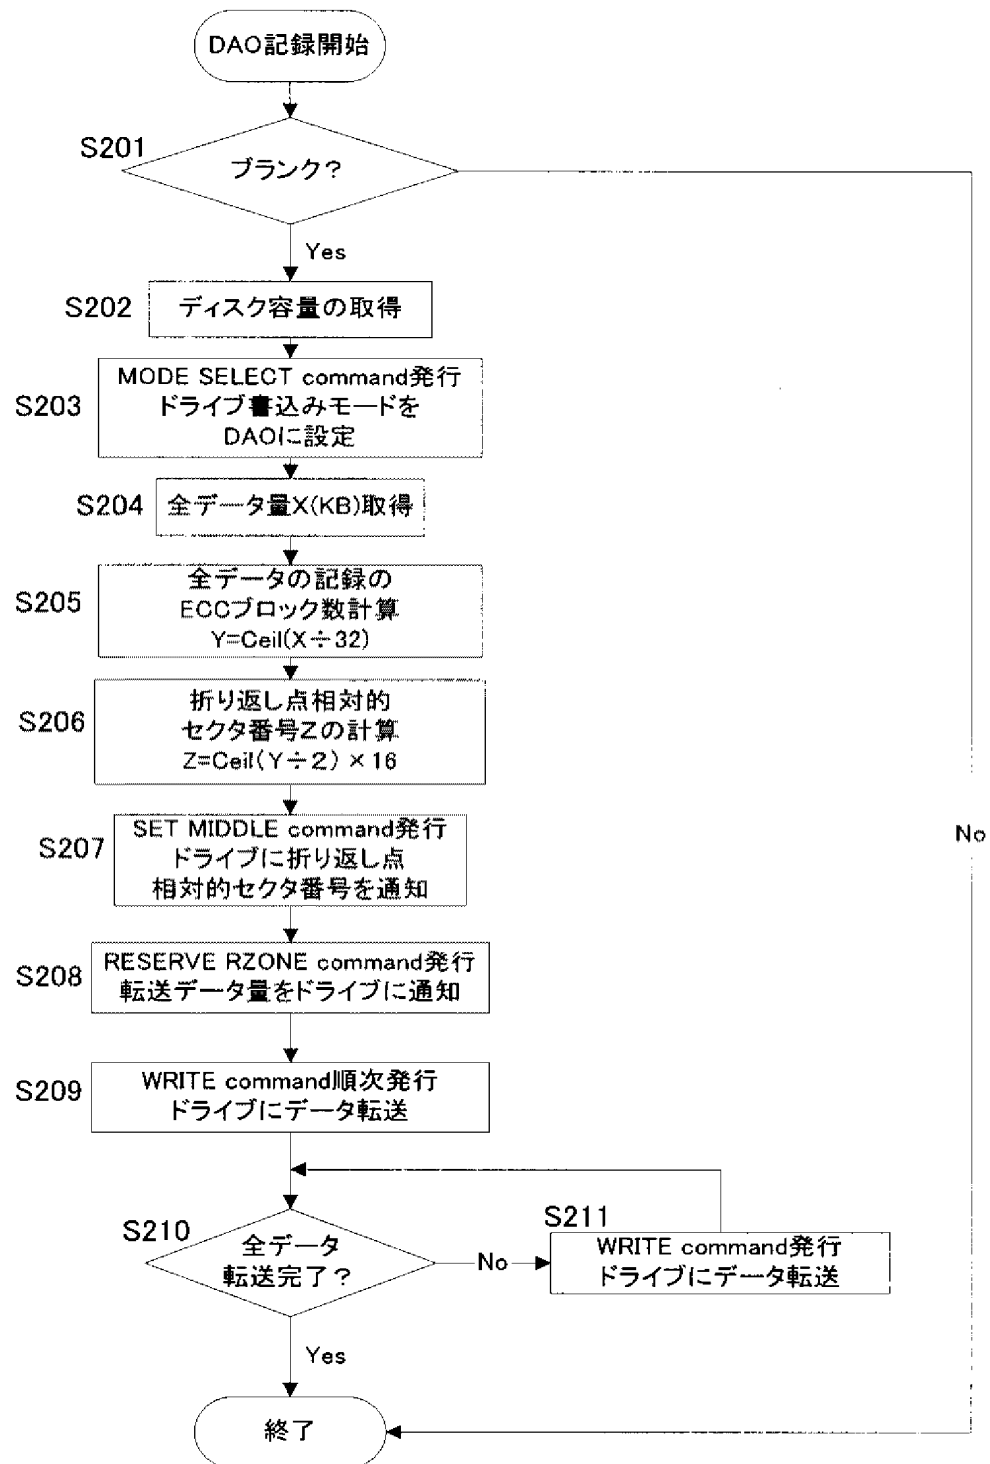 DAO記録開始
S201
ブランク?
Yes
S202
ディスク容量の取得
S203
MODE SELECT command発行
ドライブ書込みモードを
DAOに設定
S204
全データ量X(KB)取得
S205
全データの記録の
ECCブロック数計算
Y=Ceil(X÷32)
S206
折り返し点相対的
セクタ番号Zの計算
Z=Ceil(Y÷2)×16
S207
SET MIDDLE command発行
ドライブに折り返し点
相対的セクタ番号を通知
No
S208
RESERVE RZONE command発行
転送データ量をドライブに通知
S209
WRITE command順次発行
ドライブにデータ転送
S210
全データ
転送完了?
No
S211
WRITE command発行
ドライブにデータ転送
Yes
終了